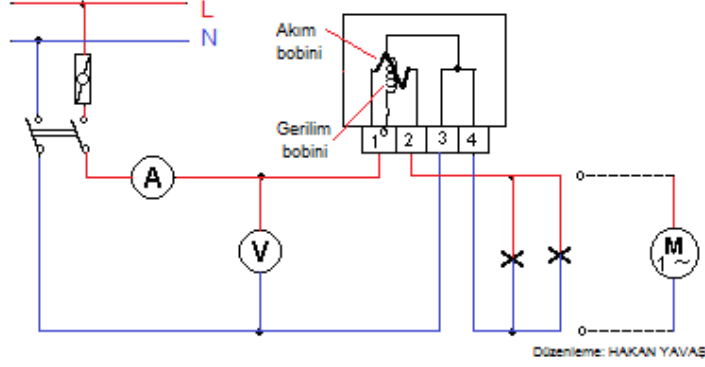 L
N
Akım
bobini
Gerilim
bobini
1 2 3 4
A
V
M
1 ~
Düzenleme: HAKAN YAVAŞ